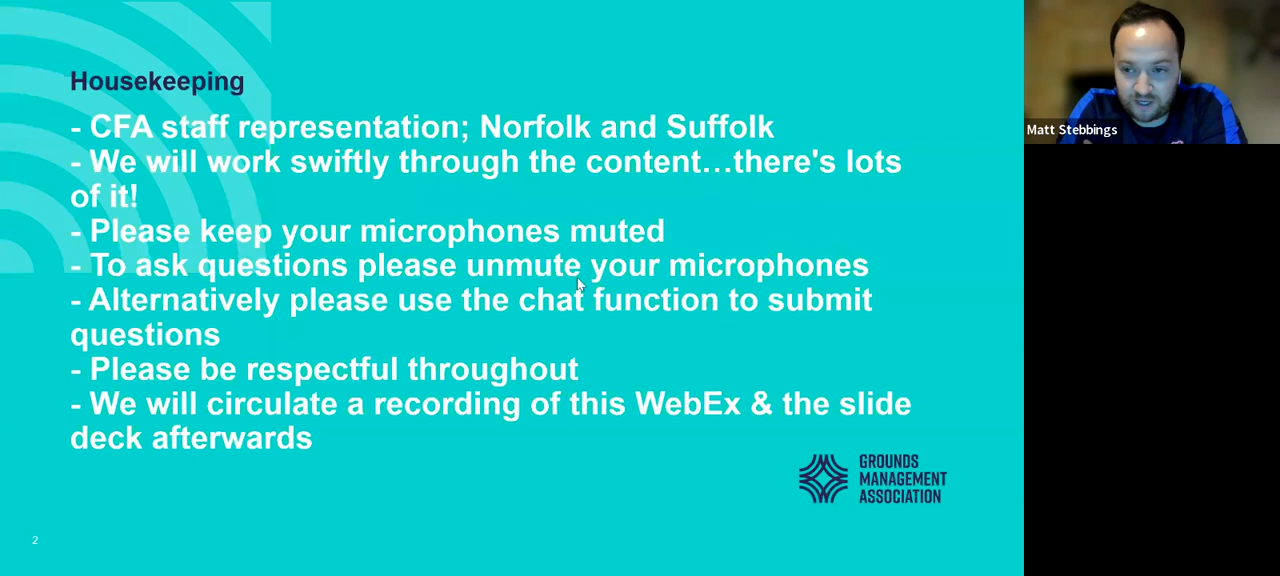 Housekeeping
- CFA staff representation; Norfolk and Suffolk
- We will work swiftly through the content...there's lots
of it!
- Please keep your microphones muted
- To ask questions please unmute your microphones
- Alternatively please use the chat function to submit
questions
- Please be respectful throughout
- We will circulate a recording of this WebEx & the slide
deck afterwards
GROUNDS
MANAGEMENT
ASSOCIATION
2
Matt Stebbings